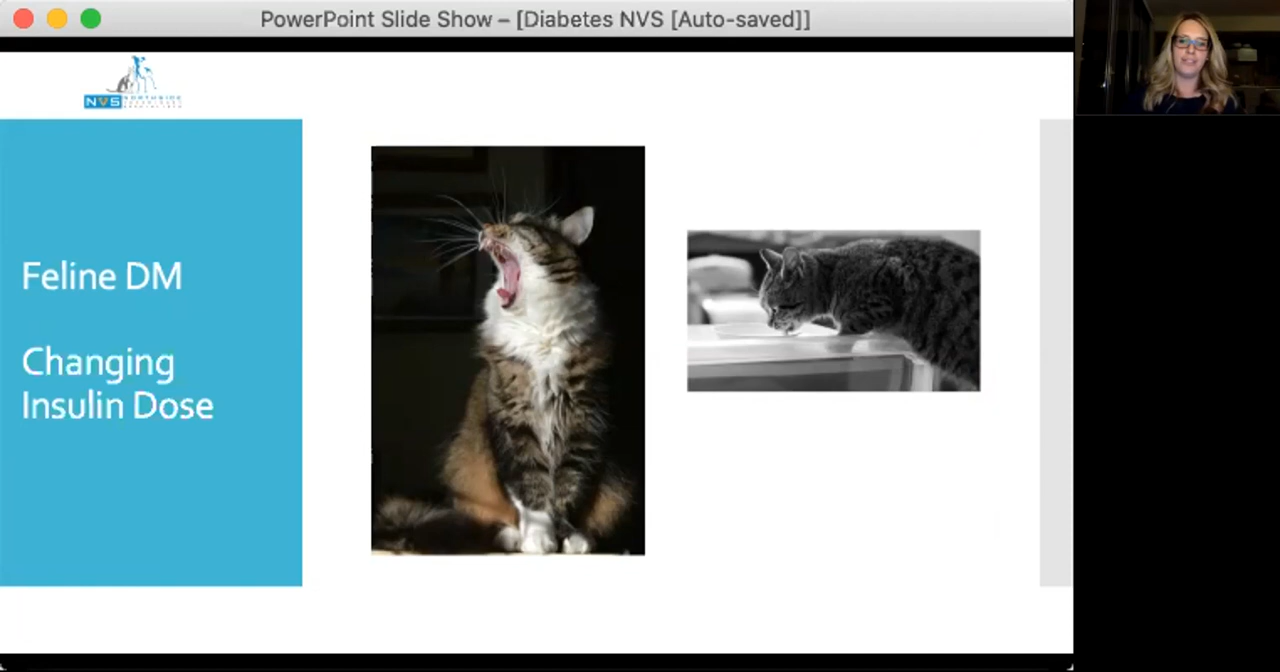 PowerPoint Slide Show – [Diabetes NVS [Auto-saved]]
NVS
Feline DM
Changing
Insulin Dose